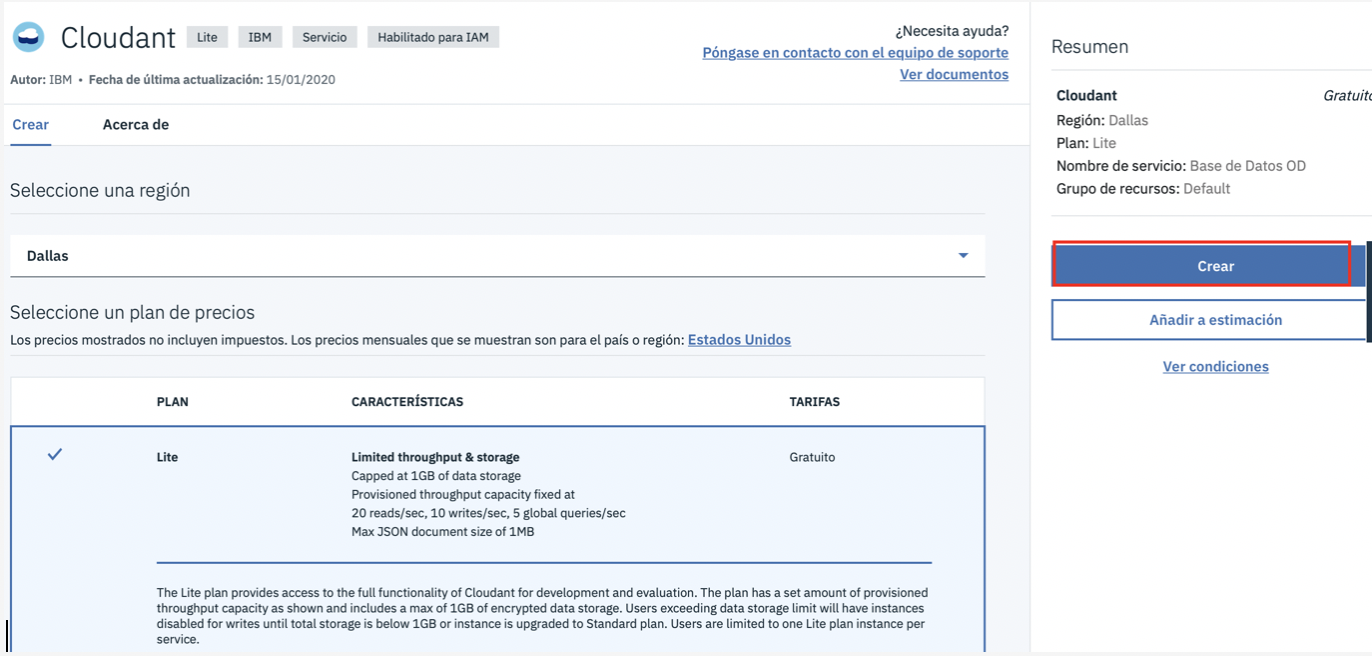 Cloudant Lite IBM Servicio Habilitado para IAM
Autor: IBM • Fecha de última actualización: 15/01/2020
¿Necesita ayuda?
Póngase en contacto con el equipo de soporte
Ver documentos
Crear Acerca de
Seleccione una región
Dallas
Seleccione un plan de precios
Los precios mostrados no incluyen impuestos. Los precios mensuales que se muestran son para el país o región: Estados Unidos
PLAN CARACTERÍSTICAS TARIFAS
Lite Limited throughput & storage Gratuito
Capped at 1GB of data storage
Provisioned throughput capacity fixed at
20 reads/sec, 10 writes/sec, 5 global queries/sec
Max JSON document size of 1MB
The Lite plan provides access to the full functionality of Cloudant for development and evaluation. The plan has a set amount of provisioned
throughput capacity as shown and includes a max of 1GB of encrypted data storage. Users exceeding data storage limit will have instances
disabled for writes until total storage is below 1GB or instance is upgraded to Standard plan. Users are limited to one Lite plan instance per
service.
Resumen
Cloudant Gratuito
Región: Dallas
Plan: Lite
Nombre de servicio: Base de Datos OD
Grupo de recursos: Default
Crear
Añadir a estimación
Ver condiciones